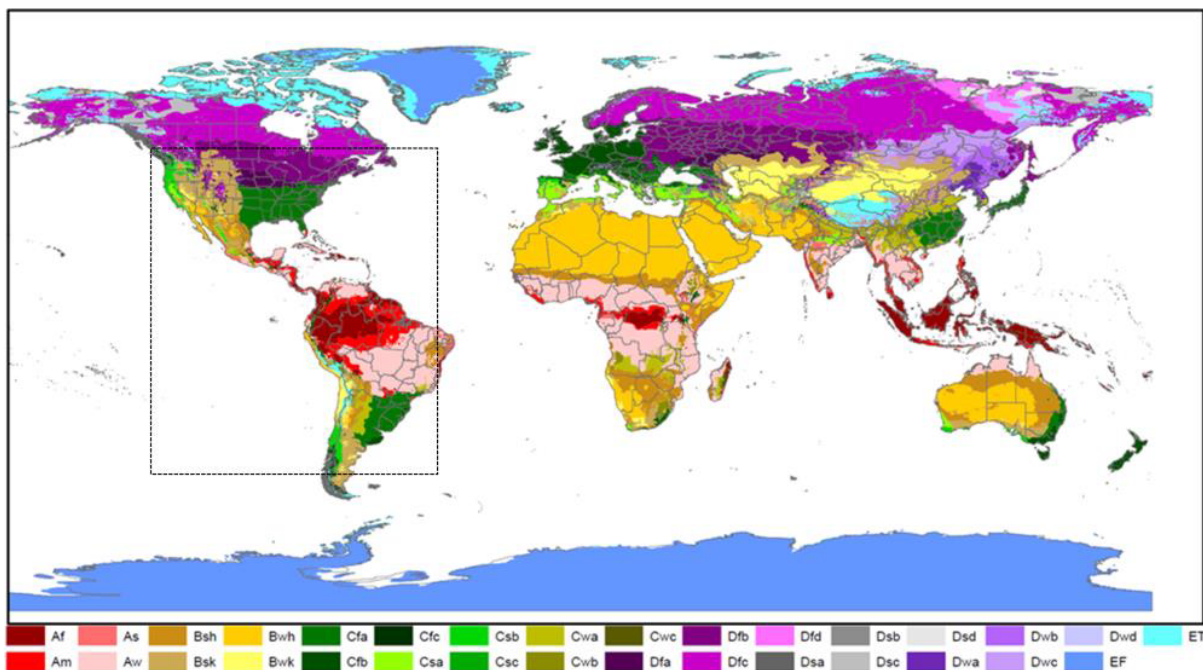 Af As Bsh Bwh Cfa Cfc Csb Cwa Cwc Dfb Dfd Dsb Dsd Dwb Dwd ET
Am Aw Bsk Bwk Cfb Csa Csc Cwb Dfa Dfc Dsa Dsc Dwa Dwc EF